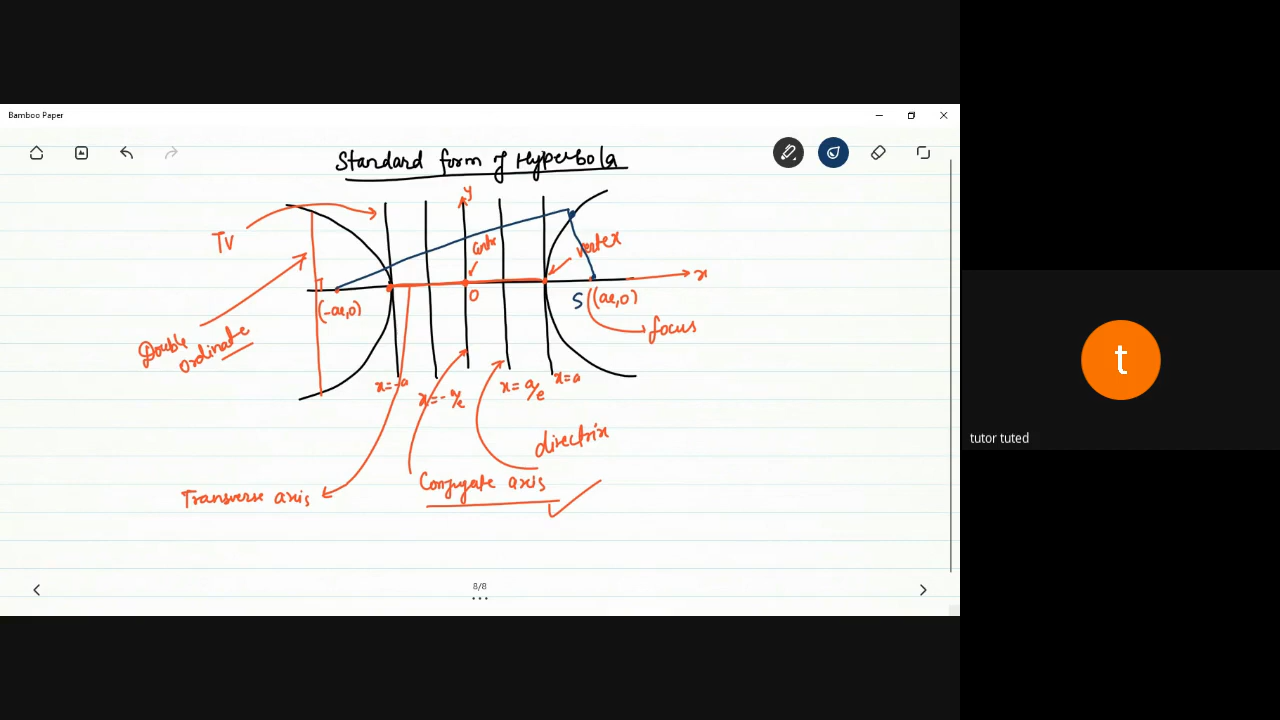 Bamboo Paper
Standard form of Hyperbola
y
TV
vertex
x
O
S
(-ae,0)
(ae,0)
focus
Double
ordinate
x=-a
x=-a/e
x=a/e
x=a
directrix
Conjugate axis
Transverse axis
8/8
t
tutor tuted